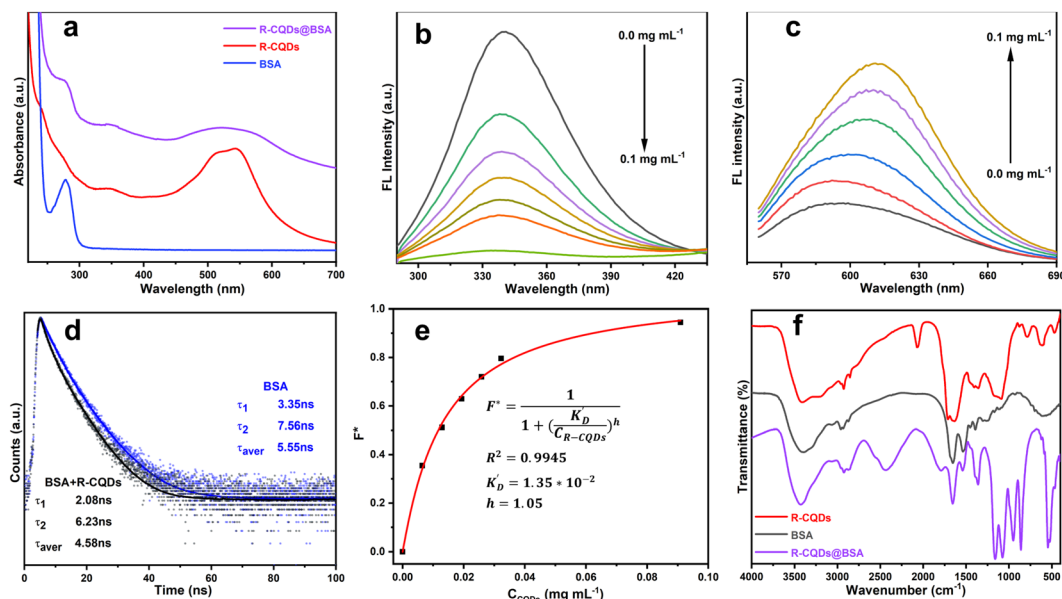 a
R-CQDs@BSA
R-CQDs
BSA
Absorbance (a.u.)
300 400 500 600 700
Wavelength (nm)
b
0.0 mg mL⁻¹
0.1 mg mL⁻¹
FL Intensity (a.u.)
300 330 360 390 420
Wavelength (nm)
c
0.1 mg mL⁻¹
0.0 mg mL⁻¹
FL intensity (a.u.)
570 600 630 660 690
Wavelength (nm)
d
BSA
τ1 3.35ns
τ2 7.56ns
τaver 5.55ns
BSA+R-CQDs
τ1 2.08ns
τ2 6.23ns
τaver 4.58ns
Counts (a.u.)
0 20 40 60 80 100
Time (ns)
e
F*
1.0
0.8
0.6
0.4
0.2
0.0
F* = 1 / (1 + (K'D / C R-CQDs)^h)
R² = 0.9945
K'D = 1.35 * 10⁻²
h = 1.05
0.00 0.02 0.04 0.06 0.08 0.10
C CQDs (mg mL⁻¹)
f
Transmittance (%)
R-CQDs
BSA
R-CQDs@BSA
4000 3500 3000 2500 2000 1500 1000 500
Wavenumber (cm⁻¹)